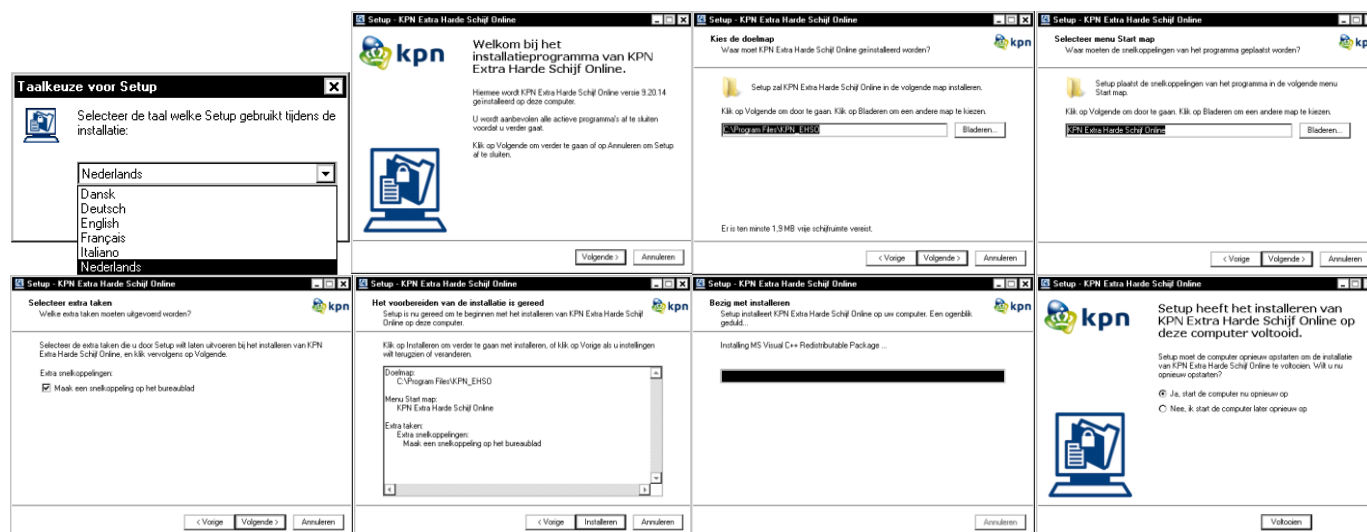 Taalkeuze voor Setup
Selecteer de taal welke Setup gebruikt tijdens de
installatie:
Nederlands
Dansk
Deutsch
English
Français
Italiano
Nederlands
Setup - KPN Extra Harde Schijf Online
kpn
Welkom bij het
installatieprogramma van KPN
Extra Harde Schijf Online.
Hiermee wordt KPN Extra Harde Schijf Online versie 9.20.14
geïnstalleerd op deze computer.
U wordt aanbevolen alle actieve programma's af te sluiten
voordat u verder gaat.
Klik op Volgende om verder te gaan of op Annuleren om Setup
af te sluiten.
Volgende >
Annuleren
Setup - KPN Extra Harde Schijf Online
Kies de doelmap
Waar moet KPN Extra Harde Schijf Online geïnstalleerd worden?
kpn
Setup zal KPN Extra Harde Schijf Online in de volgende map installeren.
Klik op Volgende om door te gaan. Klik op Bladeren om een andere map te kiezen.
C:\Program Files\KPN_EHSO
Bladeren...
Er is ten minste 1,9 MB vrije schijfruimte vereist.
< Vorige
Volgende >
Annuleren
Setup - KPN Extra Harde Schijf Online
Selecteer menu Start map
Waar moeten de snelkoppelingen van het programma geplaatst worden?
kp
Setup plaatst de snelkoppelingen van het programma in de volgende menu
Start map.
Klik op Volgende om door te gaan. Klik op Bladeren om een andere map te kiezen.
KPN Extra Harde Schijf Online
Bladeren...
< Vorige
Volgende >
Annuleren
Setup - KPN Extra Harde Schijf Online
Selecteer extra taken
Welke extra taken moeten uitgevoerd worden?
kpn
Selecteer de extra taken die u door Setup wilt laten uitvoeren bij het installeren van KPN
Extra Harde Schijf Online, en klik vervolgens op Volgende.
Extra snelkoppelingen:
Maak een snelkoppeling op het bureaublad
< Vorige
Volgende >
Annuleren
Setup - KPN Extra Harde Schijf Online
Het voorbereiden van de installatie is gereed
Setup is nu gereed om te beginnen met het installeren van KPN Extra Harde Schijf
Online op deze computer.
kpn
Klik op Installeren om verder te gaan met installeren, of klik op Vorige als u instellingen
wilt terugzien of veranderen.
Doelmap:
C:\Program Files\KPN_EHSO
Menu Start map:
KPN Extra Harde Schijf Online
Extra taken:
Extra snelkoppelingen:
Maak een snelkoppeling op het bureaublad
< Vorige
Installeren
Annuleren
Setup - KPN Extra Harde Schijf Online
Bezig met installeren
Setup installeert KPN Extra Harde Schijf Online op uw computer. Een ogenblik
geduld...
kpn
Installing MS Visual C++ Redistributable Package ...
Annuleren
Setup - KPN Extra Harde Schijf Online
kpn
Setup heeft het installeren van
KPN Extra Harde Schijf Online op
deze computer voltooid.
Setup moet de computer opnieuw opstarten om de installatie
van KPN Extra Harde Schijf Online te voltooien. Wilt u nu
opnieuw opstarten?
Ja, start de computer nu opnieuw op
Nee, ik start de computer later opnieuw op
Voltooien